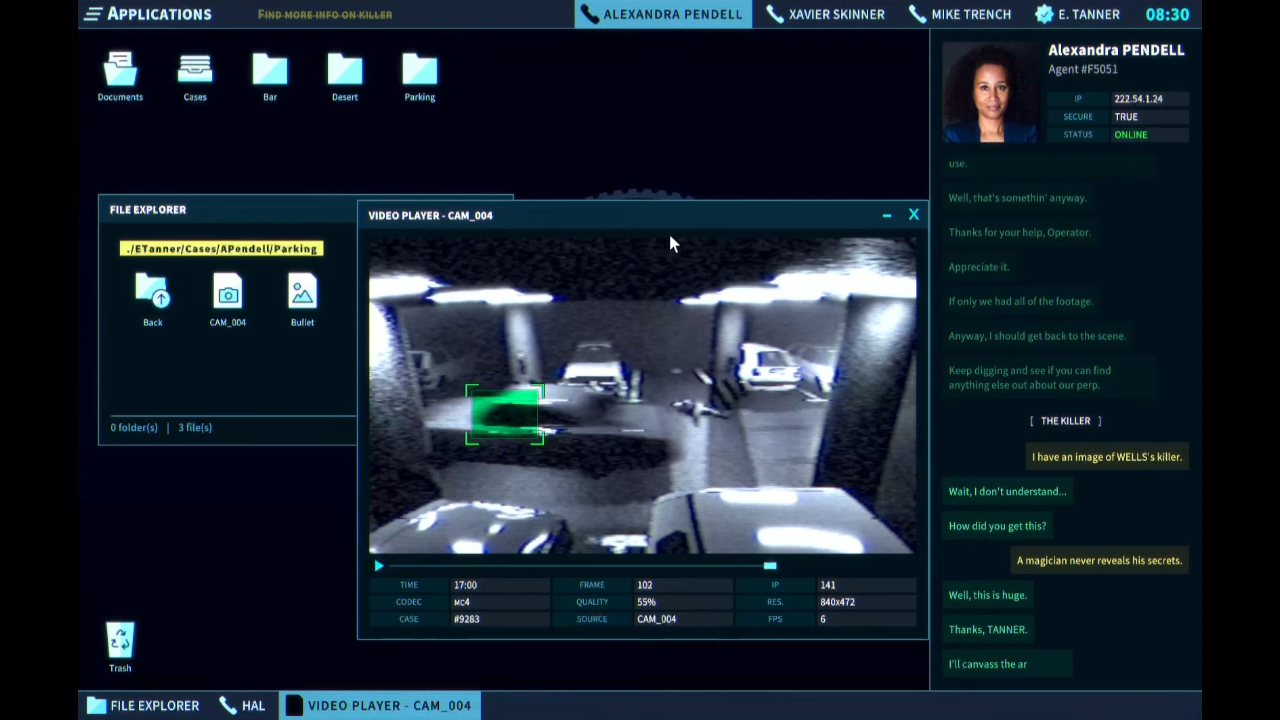 APPLICATIONS
FIND MORE INFO ON KILLER
ALEXANDRA PENDELL
XAVIER SKINNER
MIKE TRENCH
E. TANNER
08:30
Documents
Cases
Bar
Desert
Parking
FILE EXPLORER
./ETanner/Cases/APendell/Parking
Back
CAM_004
Bullet
0 folder(s) | 3 file(s)
VIDEO PLAYER - CAM_004
TIME 17:00 FRAME 102 IP 141
CODEC MC4 QUALITY 55% RES. 840x472
CASE #9283 SOURCE CAM_004 FPS 6
Alexandra PENDELL
Agent #F5051
IP 222.54.1.24
SECURE TRUE
STATUS ONLINE
use.
Well, that's somethin' anyway.
Thanks for your help, Operator.
Appreciate it.
If only we had all of the footage.
Anyway, I should get back to the scene.
Keep digging and see if you can find
anything else out about our perp.
[ THE KILLER ]
I have an image of WELLS's killer.
Wait, I don't understand...
How did you get this?
A magician never reveals his secrets.
Well, this is huge.
Thanks, TANNER.
I'll canvass the ar
Trash
FILE EXPLORER
HAL
VIDEO PLAYER - CAM_004